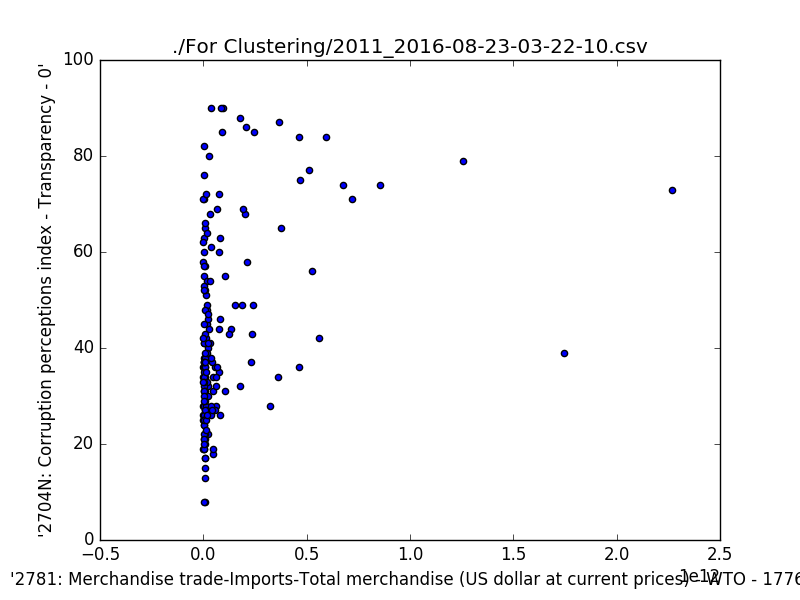 ./For Clustering/2011_2016-08-23-03-22-10.csv
'2704N: Corruption perceptions index - Transparency - 0'
100
80
60
40
20
0
−0.5 0.0 0.5 1.0 1.5 2.0 2.5
1e12
'2781: Merchandise trade-Imports-Total merchandise (US dollar at current prices) - WTO - 1776